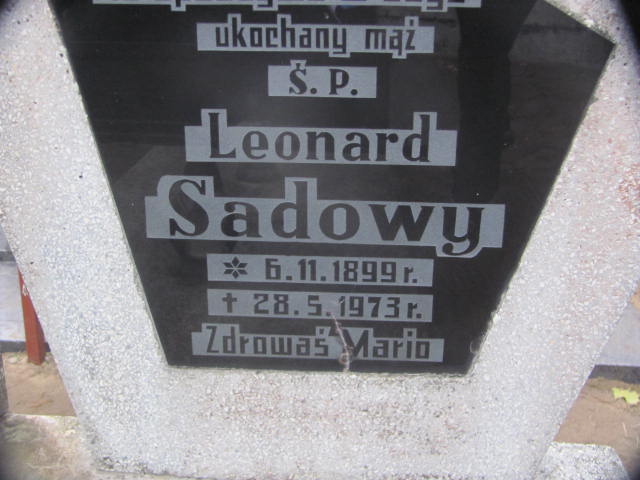 ukochany mąż
Ś. P.
Leonard
Sadowy
* 6.11.1899 r.
† 28.5.1973 r.
Zdrowaś Mario